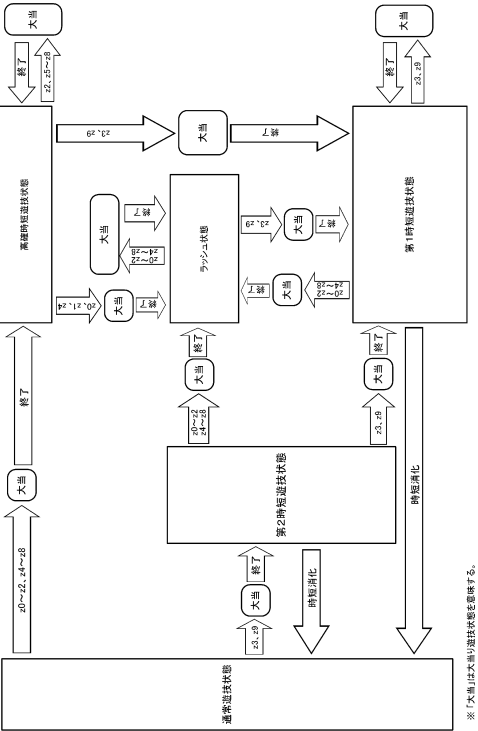 通常遊技状態
z0～z2、z4～z8
大当
終了
高確時短遊技状態
終了
z2、z5～z8
大当
z0、z1、z4
大当
終了
z3、z9
大当
終了
大当
終了
z0～z2
z4～z8
ラッシュ状態
z0～z2
z4～z8
大当
終了
z3、z9
大当
終了
z0～z2
z4～z8
大当
終了
第2時短遊技状態
z3、z9
大当
終了
時短消化
z3、z9
大当
終了
時短消化
第1時短遊技状態
終了
z3、z9
大当
※「大当」は大当り遊技状態を意味する。